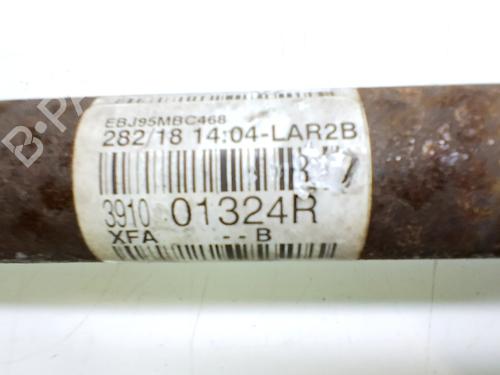 EBJ95MBC468
282/18 14:04-LAR2B
3910 01324R
XFA - - B